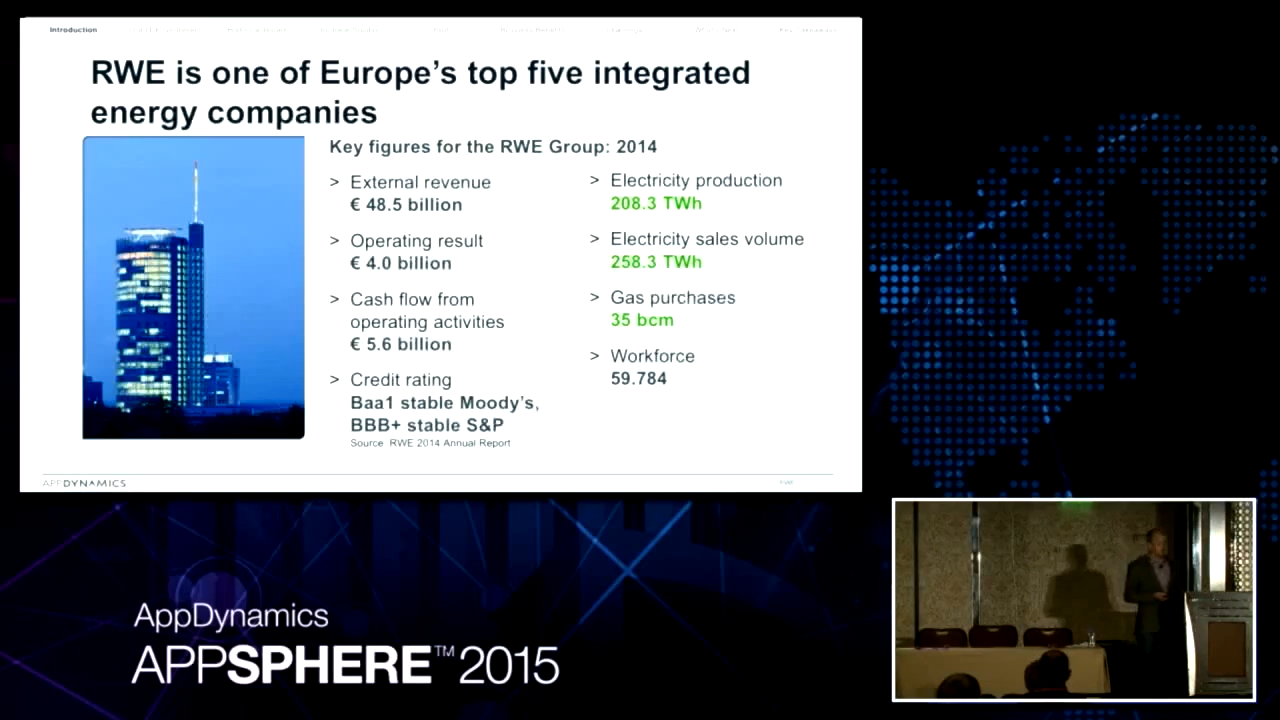 Introduction
RWE is one of Europe's top five integrated
energy companies
Key figures for the RWE Group: 2014
> External revenue
€ 48.5 billion
> Operating result
€ 4.0 billion
> Cash flow from
operating activities
€ 5.6 billion
> Credit rating
Baa1 stable Moody's,
BBB+ stable S&P
Source RWE 2014 Annual Report
> Electricity production
208.3 TWh
> Electricity sales volume
258.3 TWh
> Gas purchases
35 bcm
> Workforce
59.784
APPDYNAMICS
AppDynamics
APPSPHERE™ 2015